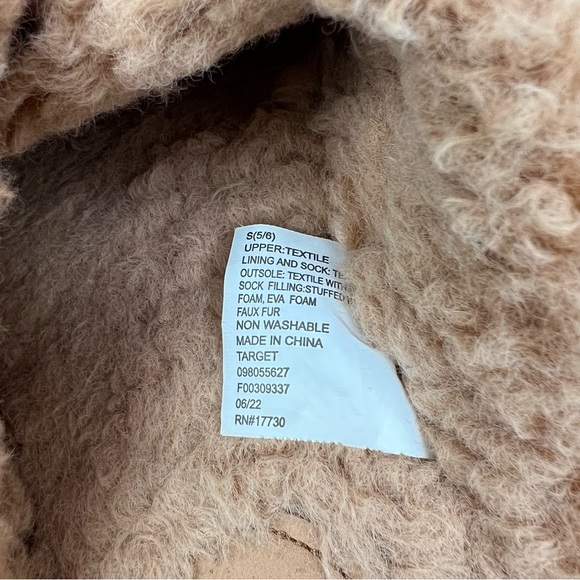 S(5/6)
UPPER:TEXTILE
LINING AND SOCK:
OUTSOLE: TEXTILE
SOCK FILLING:STUFFED
FOAM, EVA FOAM
FAUX FUR
NON WASHABLE
MADE IN CHINA
TARGET
098055627
F00309337
06/22
RN#17730